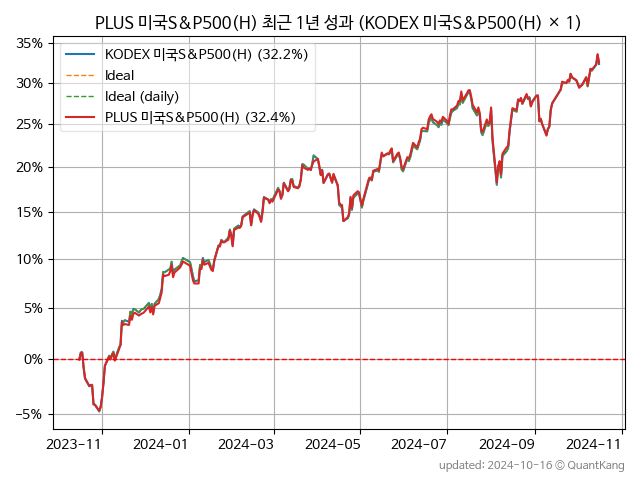 PLUS 미국S&P500(H) 최근 1년 성과 (KODEX 미국S&P500(H) × 1)
KODEX 미국S&P500(H) (32.2%)
Ideal
Ideal (daily)
PLUS 미국S&P500(H) (32.4%)
35%
30%
25%
20%
15%
10%
5%
0%
−5%
2023-11 2024-01 2024-03 2024-05 2024-07 2024-09 2024-11
updated: 2024-10-16 © QuantKang